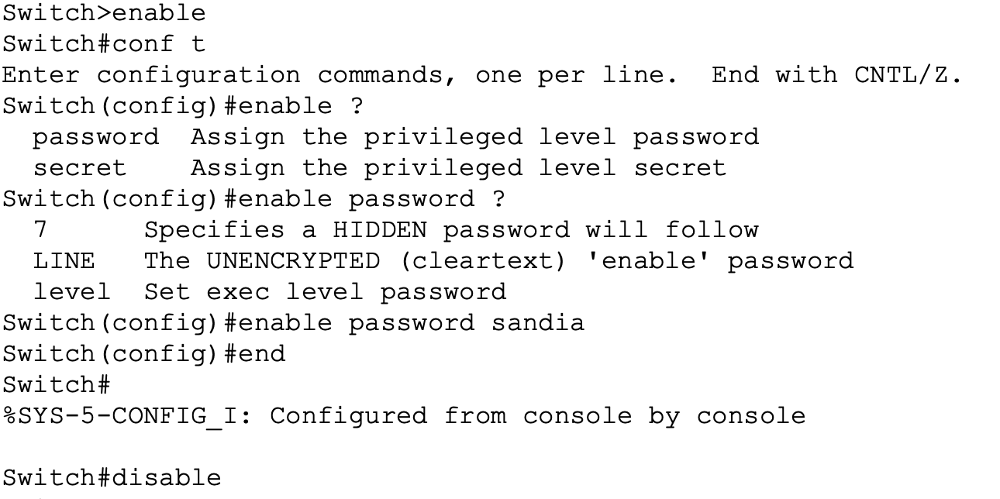 Switch>enable
Switch#conf t
Enter configuration commands, one per line.  End with CNTL/Z.
Switch(config)#enable ?
  password  Assign the privileged level password
  secret    Assign the privileged level secret
Switch(config)#enable password ?
  7      Specifies a HIDDEN password will follow
  LINE   The UNENCRYPTED (cleartext) 'enable' password
  level  Set exec level password
Switch(config)#enable password sandia
Switch(config)#end
Switch#
%SYS-5-CONFIG_I: Configured from console by console
Switch#disable